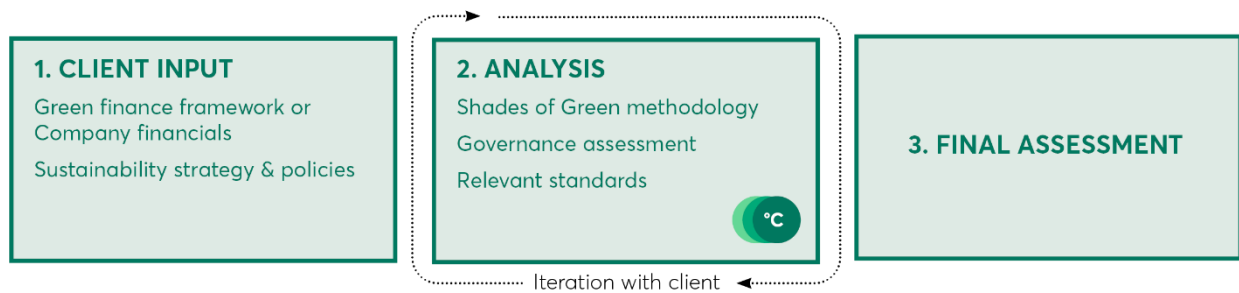 1. CLIENT INPUT
Green finance framework or
Company financials
Sustainability strategy & policies
2. ANALYSIS
Shades of Green methodology
Governance assessment
Relevant standards
°C
3. FINAL ASSESSMENT
Iteration with client